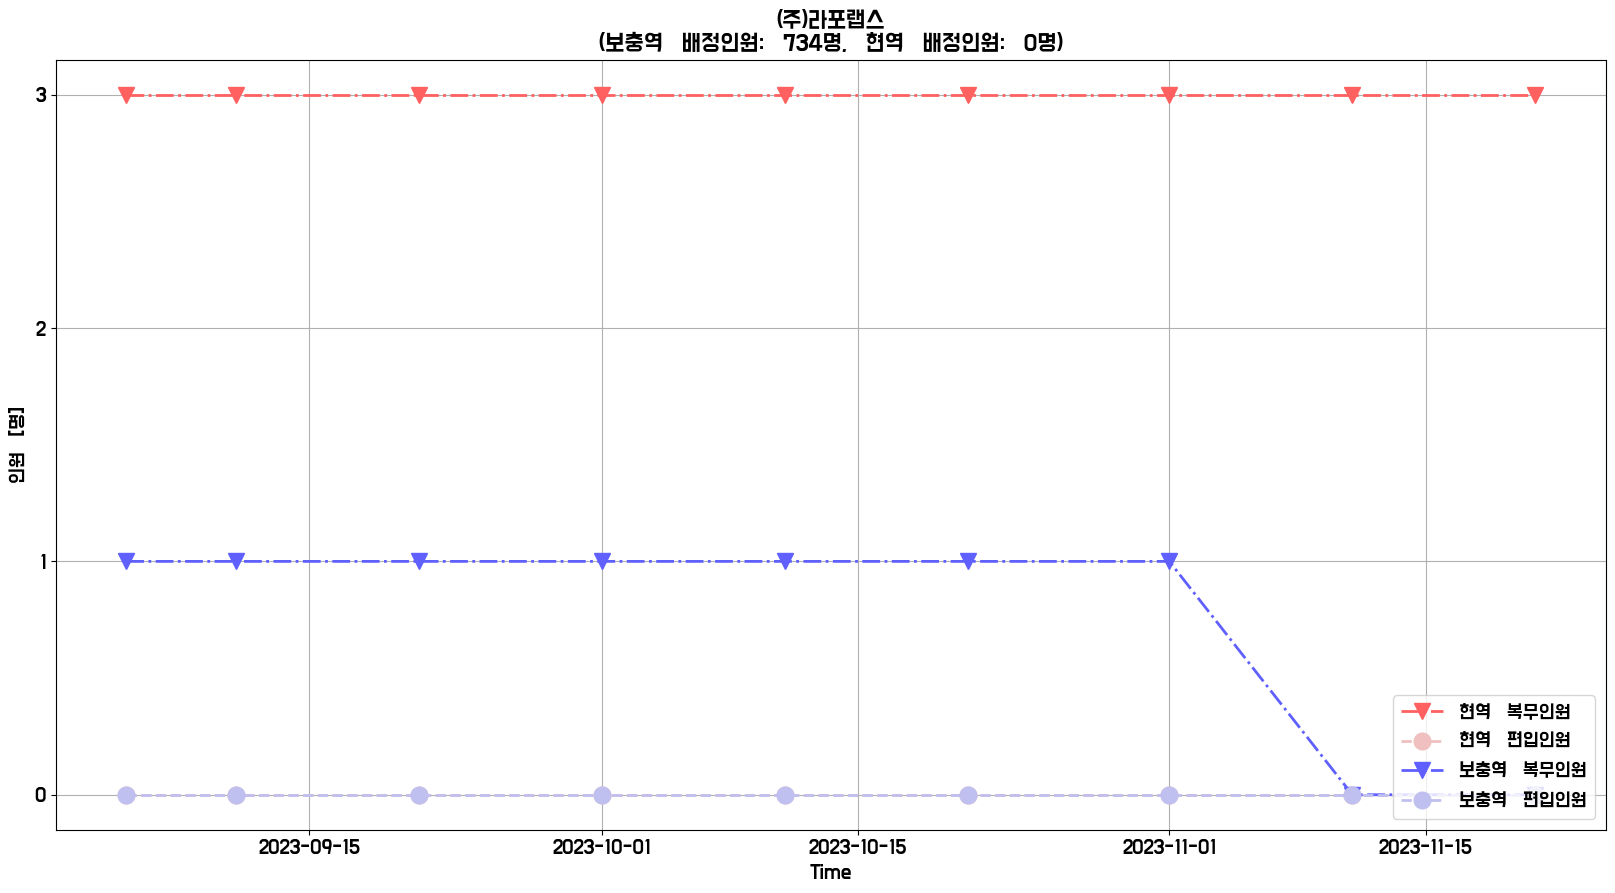 (주)라포랩스
(보충역 배정인원: 734명, 현역 배정인원: 0명)
인원 [명]
3
2
1
0
2023-09-15
2023-10-01
2023-10-15
2023-11-01
2023-11-15
Time
현역 복무인원
현역 편입인원
보충역 복무인원
보충역 편입인원